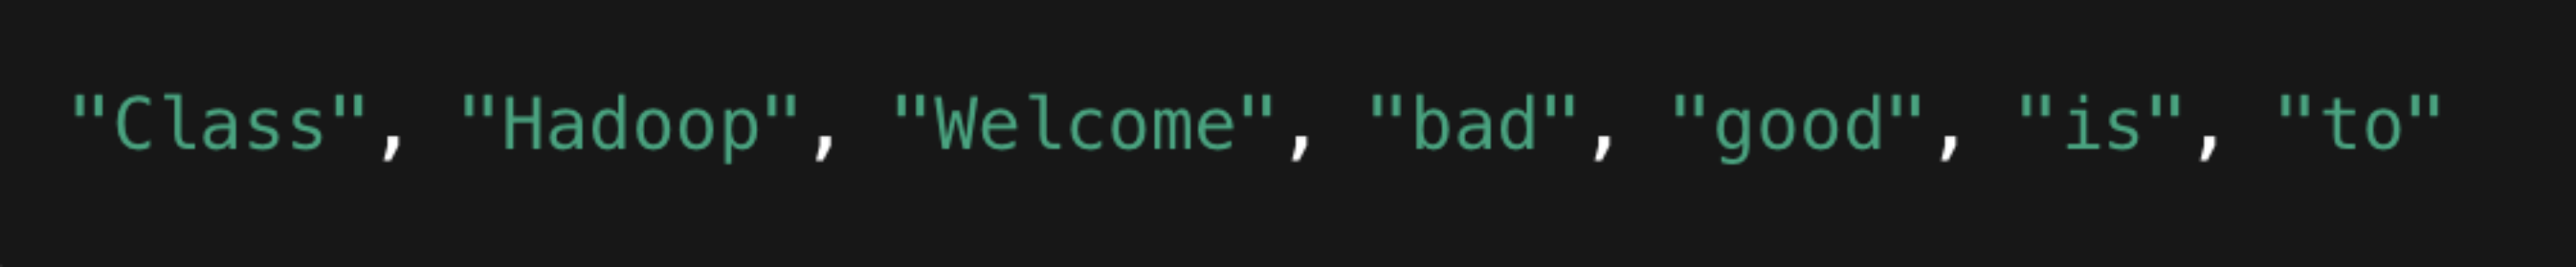 "Class", "Hadoop", "Welcome", "bad", "good", "is", "to"